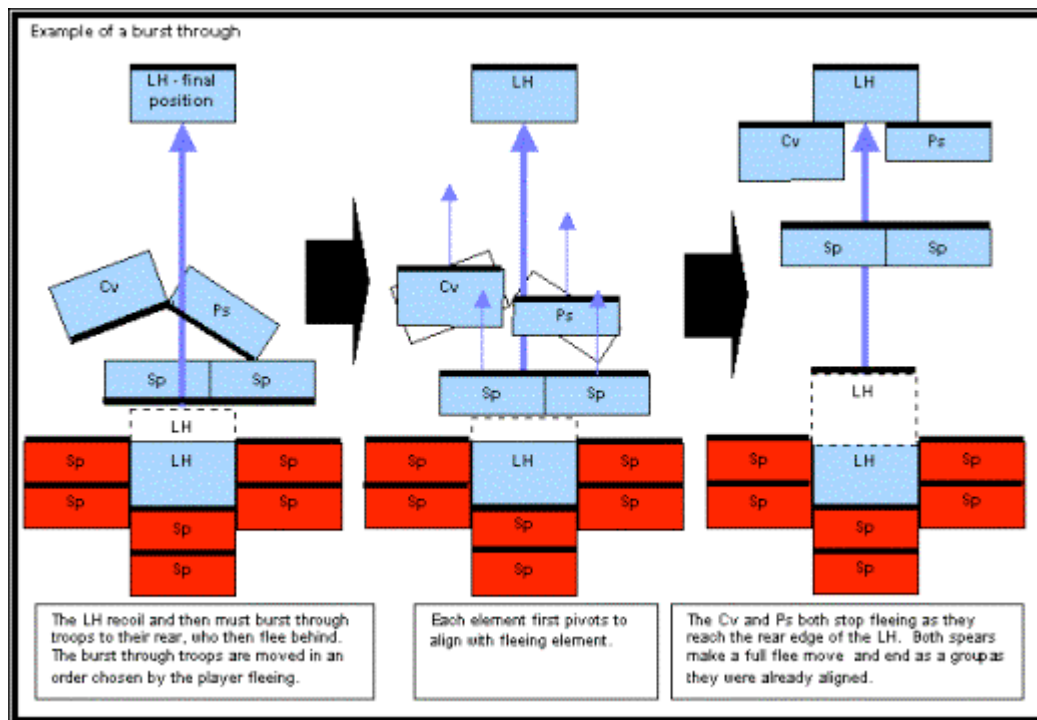 Example of a burst through
LH - final
position
Cv
Ps
Sp
Sp
LH
Sp
LH
Sp
Sp
Sp
Sp
Sp
LH
Cv
Ps
Sp
Sp
Sp
LH
Sp
Sp
Sp
Sp
Sp
LH
Cv
Ps
Sp
Sp
LH
Sp
LH
Sp
Sp
Sp
Sp
Sp
The LH recoil and then must burst through
troops to their rear, who then flee behind.
The burst through troops are moved in an
order chosen by the player fleeing.
Each element first pivots to
align with fleeing element.
The Cv and Ps both stop fleeing as they
reach the rear edge of the LH. Both spears
make a full flee move and end as a groupas
they were already aligned.